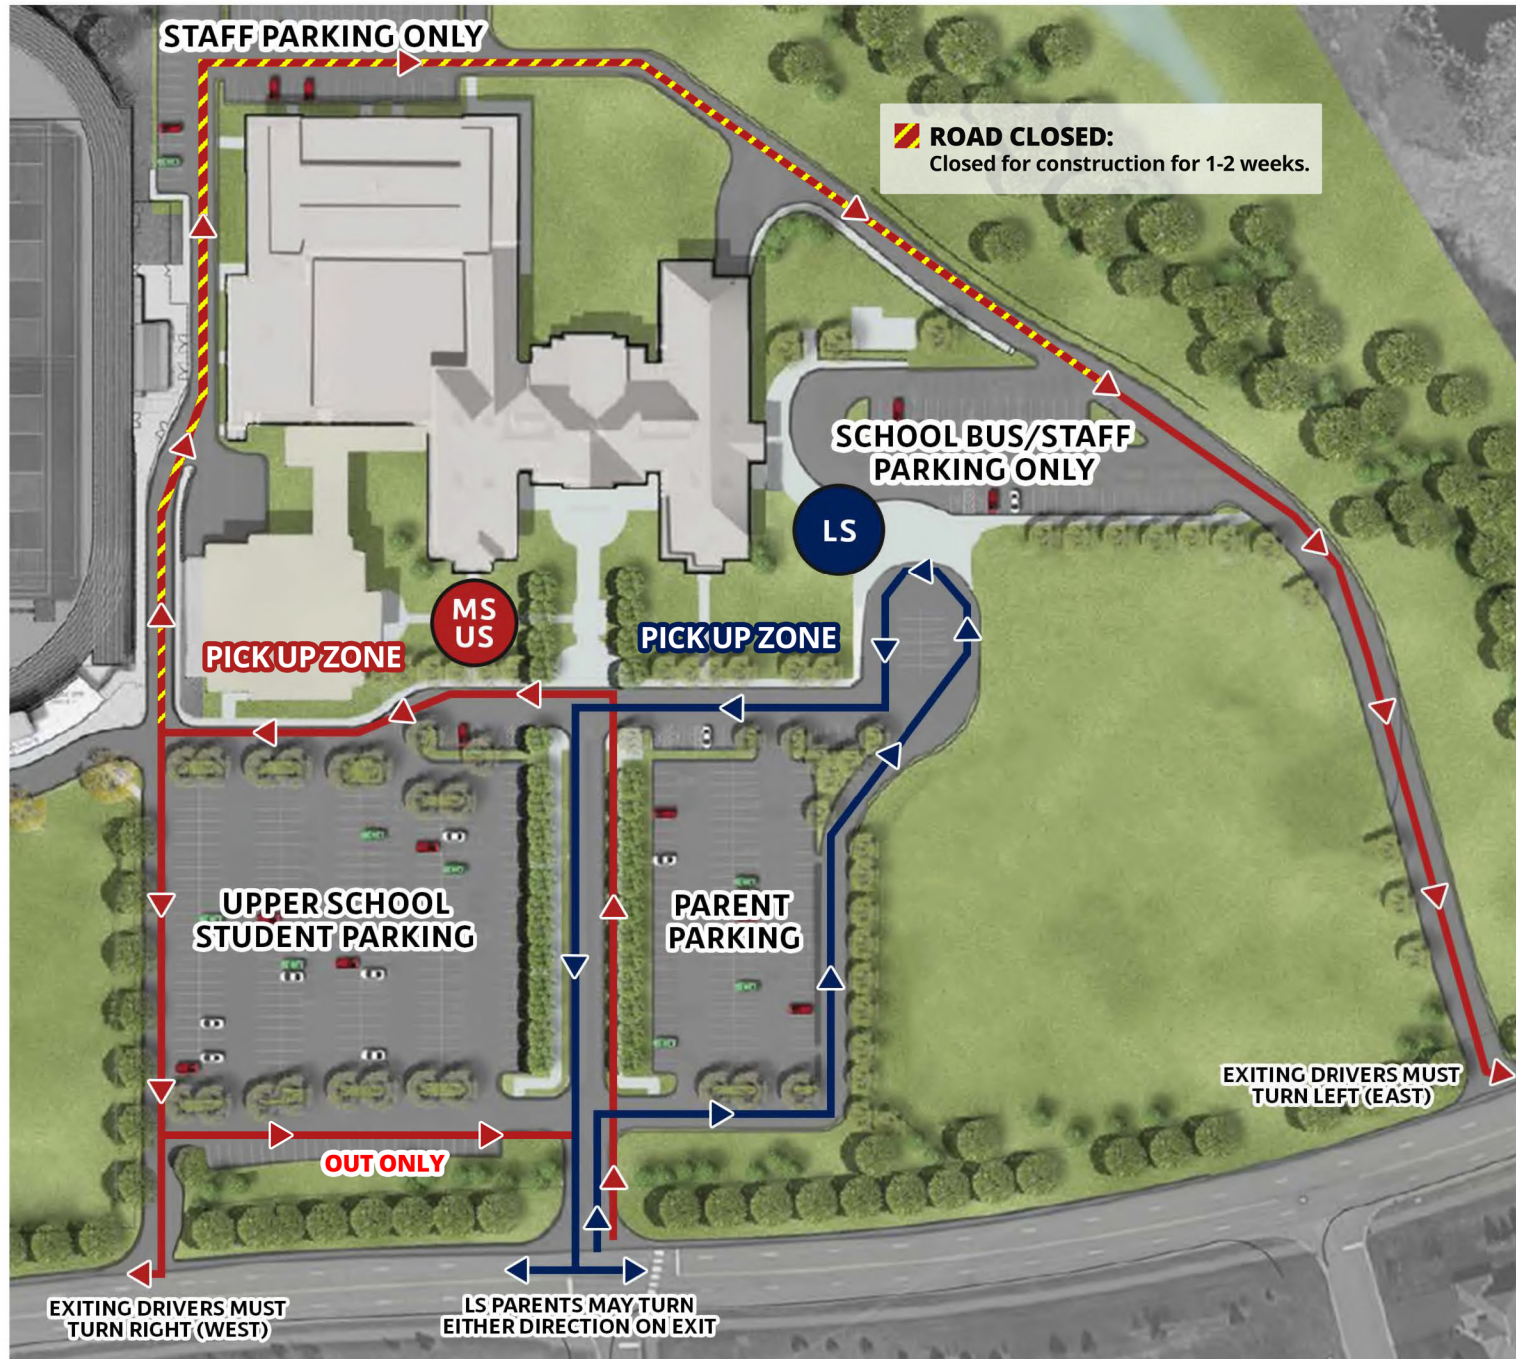 STAFF PARKING ONLY
ROAD CLOSED:
Closed for construction for 1-2 weeks.
SCHOOL BUS/STAFF
PARKING ONLY
LS
MS
US
PICK UP ZONE
PICK UP ZONE
UPPER SCHOOL
STUDENT PARKING
PARENT
PARKING
EXITING DRIVERS MUST
TURN LEFT (EAST)
OUT ONLY
EXITING DRIVERS MUST
TURN RIGHT (WEST)
LS PARENTS MAY TURN
EITHER DIRECTION ON EXIT